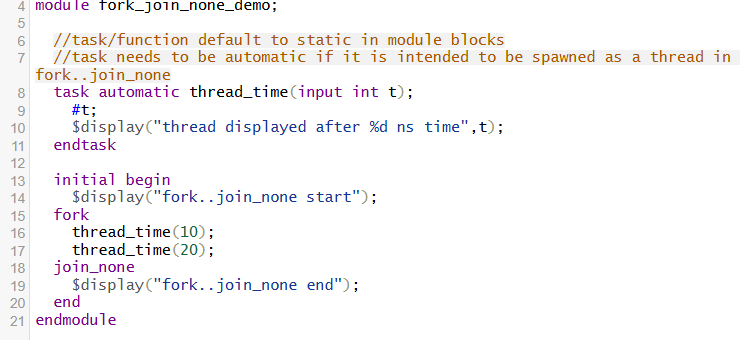 4 module fork_join_none_demo;
5
6 //task/function default to static in module blocks
7 //task needs to be automatic if it is intended to be spawned as a thread in
fork..join_none
8 task automatic thread_time(input int t);
9 #t;
10 $display("thread displayed after %d ns time",t);
11 endtask
12
13 initial begin
14 $display("fork..join_none start");
15 fork
16 thread_time(10);
17 thread_time(20);
18 join_none
19 $display("fork..join_none end");
20 end
21 endmodule